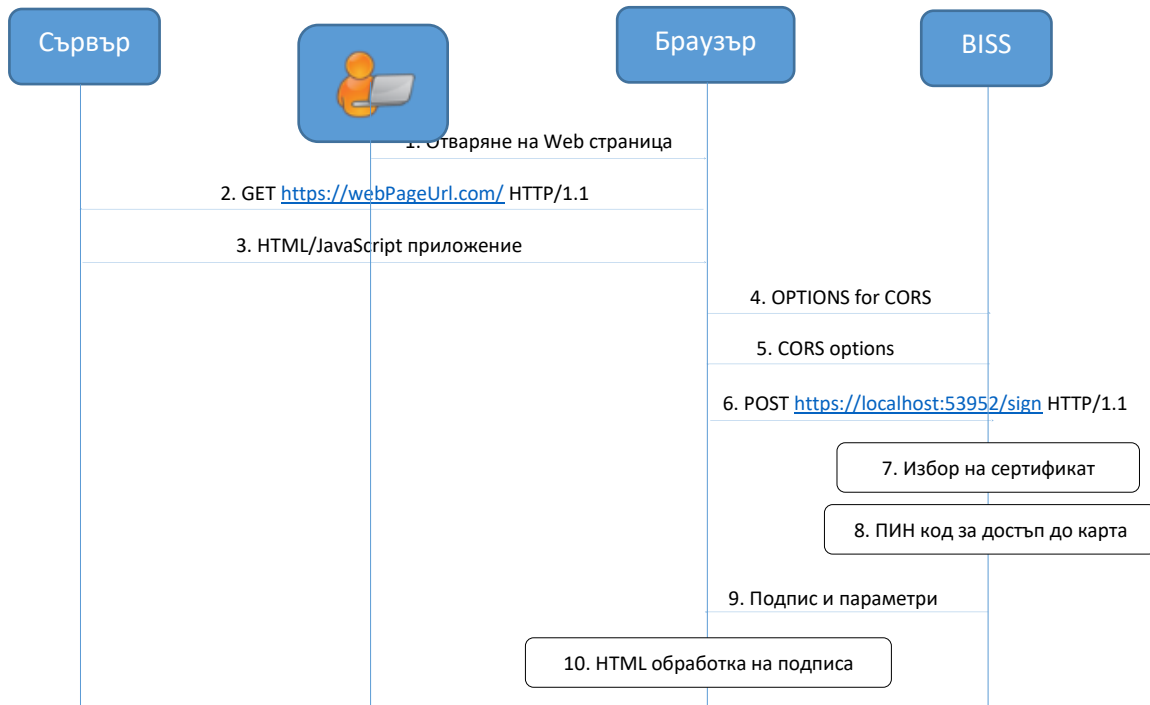 Сървър
Браузър
BISS
1. Отваряне на Web страница
2. GET https://webPageUrl.com/ HTTP/1.1
3. HTML/JavaScript приложение
4. OPTIONS for CORS
5. CORS options
6. POST https://localhost:53952/sign HTTP/1.1
7. Избор на сертификат
8. ПИН код за достъп до карта
9. Подпис и параметри
10. HTML обработка на подписа